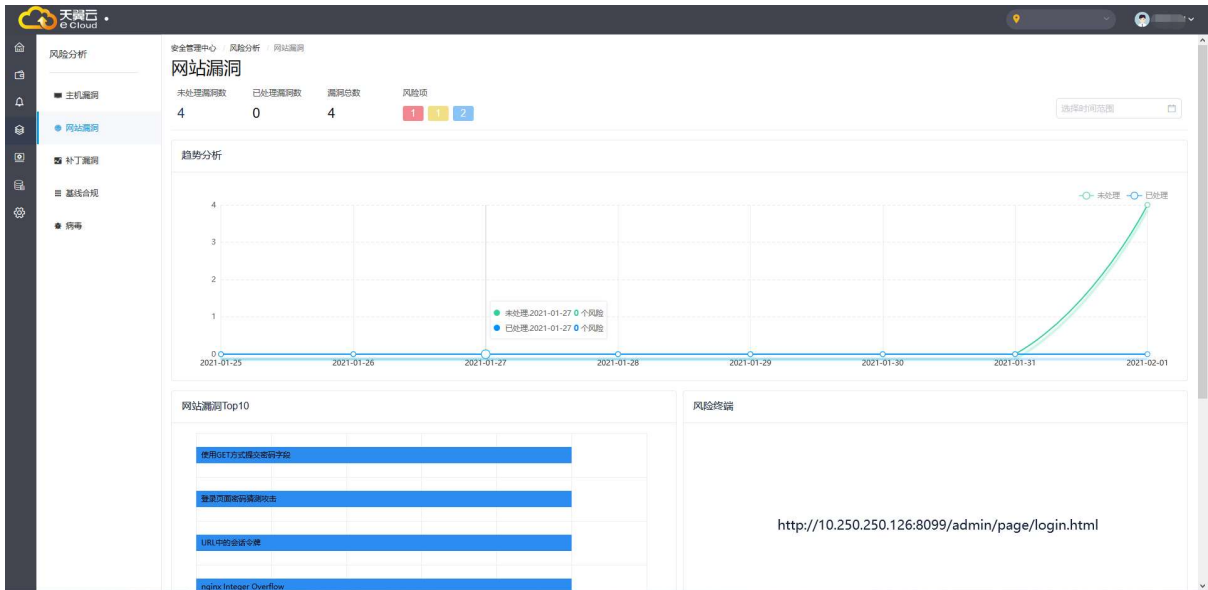 天翼云
e Cloud
风险分析
主机漏洞
网站漏洞
补丁漏洞
基线合规
病毒
安全管理中心 / 风险分析 / 网站漏洞
网站漏洞
未处理漏洞数 已处理漏洞数 漏洞总数 风险项
4 0 4 1 1 2
选择时间范围
趋势分析
未处理 已处理
4
3
2
1
0
未处理,2021-01-27 0 个风险
已处理,2021-01-27 0 个风险
2021-01-25 2021-01-26 2021-01-27 2021-01-28 2021-01-29 2021-01-30 2021-01-31 2021-02-01
网站漏洞Top10
使用GET方式提交密码字段
登录页面密码猜测攻击
URL中的会话令牌
nginx Integer Overflow
风险终端
http://10.250.250.126:8099/admin/page/login.html